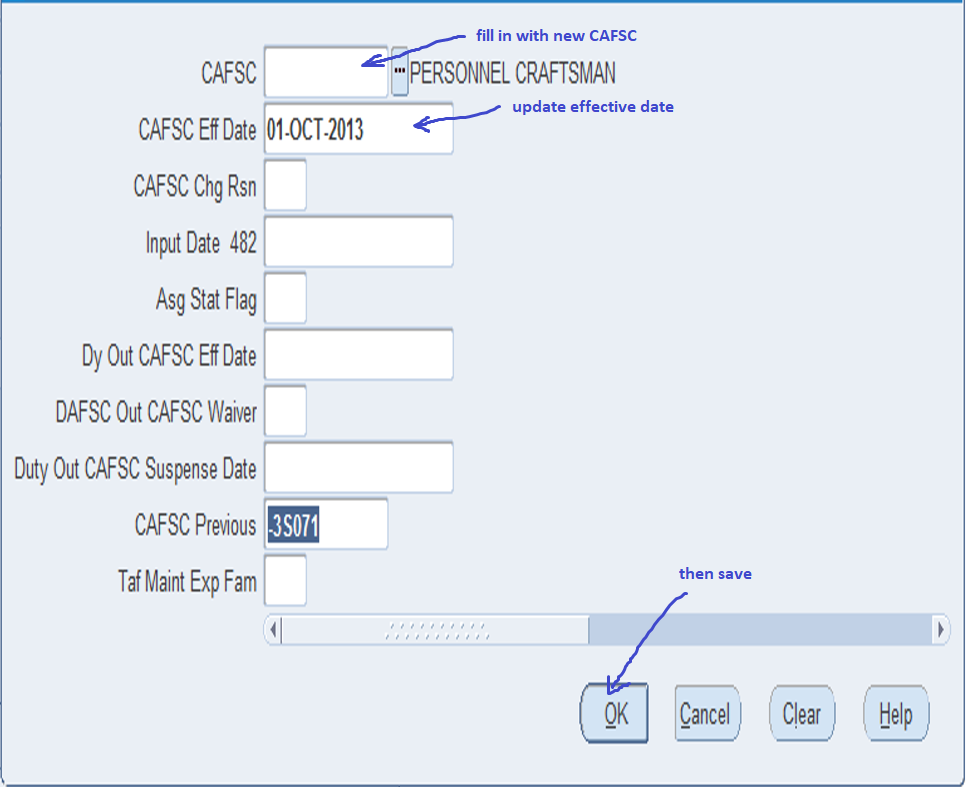 fill in with new CAFSC
CAFSC ... PERSONNEL CRAFTSMAN
update effective date
CAFSC Eff Date 01-OCT-2013
CAFSC Chg Rsn
Input Date 482
Asg Stat Flag
Dy Out CAFSC Eff Date
DAFSC Out CAFSC Waiver
Duty Out CAFSC Suspense Date
CAFSC Previous -3S071
then save
Taf Maint Exp Fam
OK Cancel Clear Help